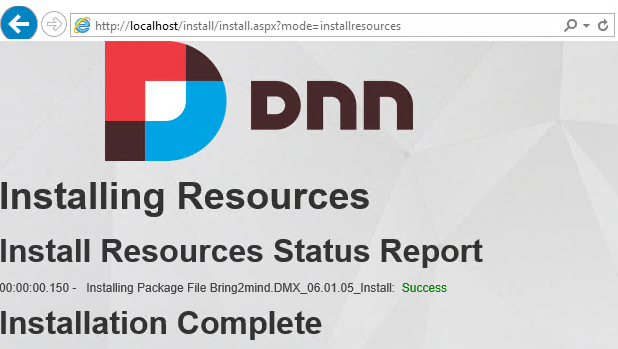 http://localhost/install/install.aspx?mode=installresources
DNN
Installing Resources
Install Resources Status Report
00:00:00.150 - Installing Package File Bring2mind.DMX_06.01.05_Install: Success
Installation Complete